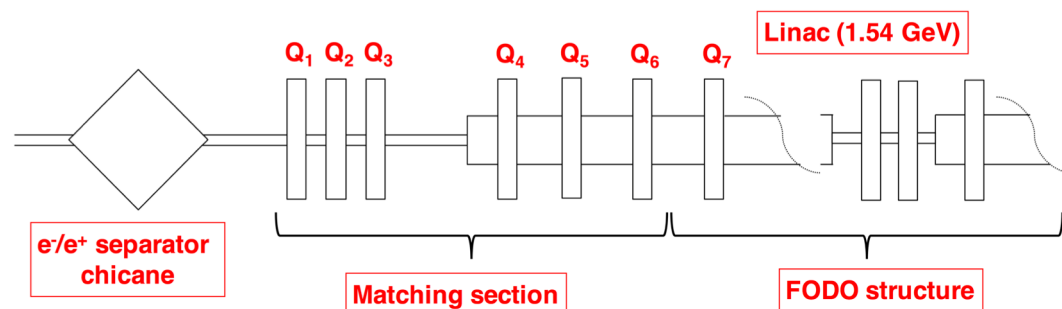 Linac (1.54 GeV)
Q₁ Q₂ Q₃ Q₄ Q₅ Q₆ Q₇
e⁻/e⁺ separator
chicane
Matching section
FODO structure